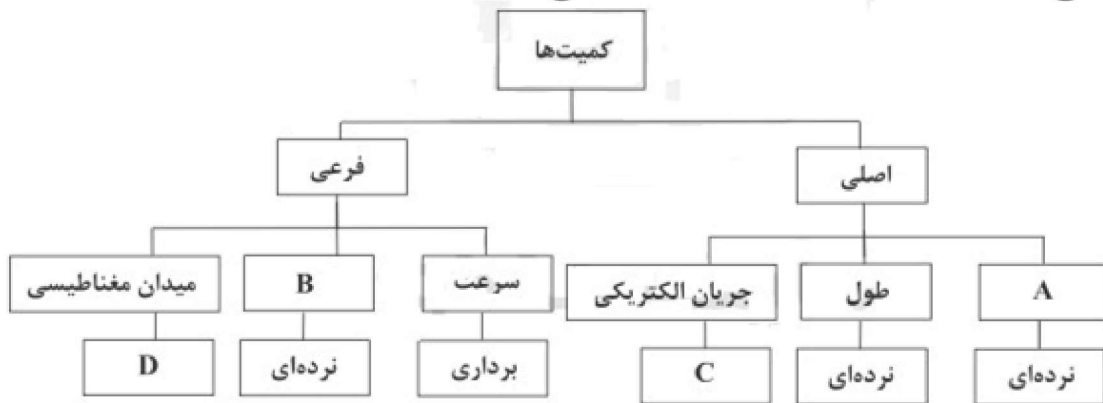 کمیت‌ها
اصلی
فرعی
A
طول
جریان الکتریکی
سرعت
B
میدان مغناطیسی
نرده‌ای
نرده‌ای
C
برداری
نرده‌ای
D